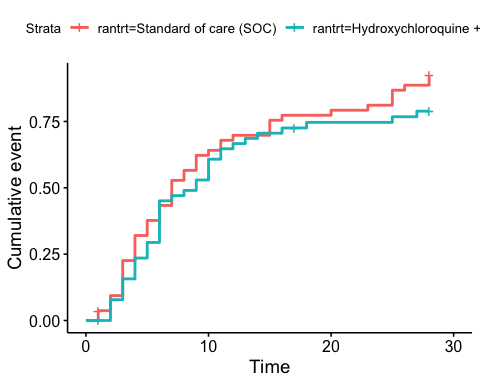 Strata rantrt=Standard of care (SOC) rantrt=Hydroxychloroquine +
Cumulative event
0.75
0.50
0.25
0.00
0 10 20 30
Time